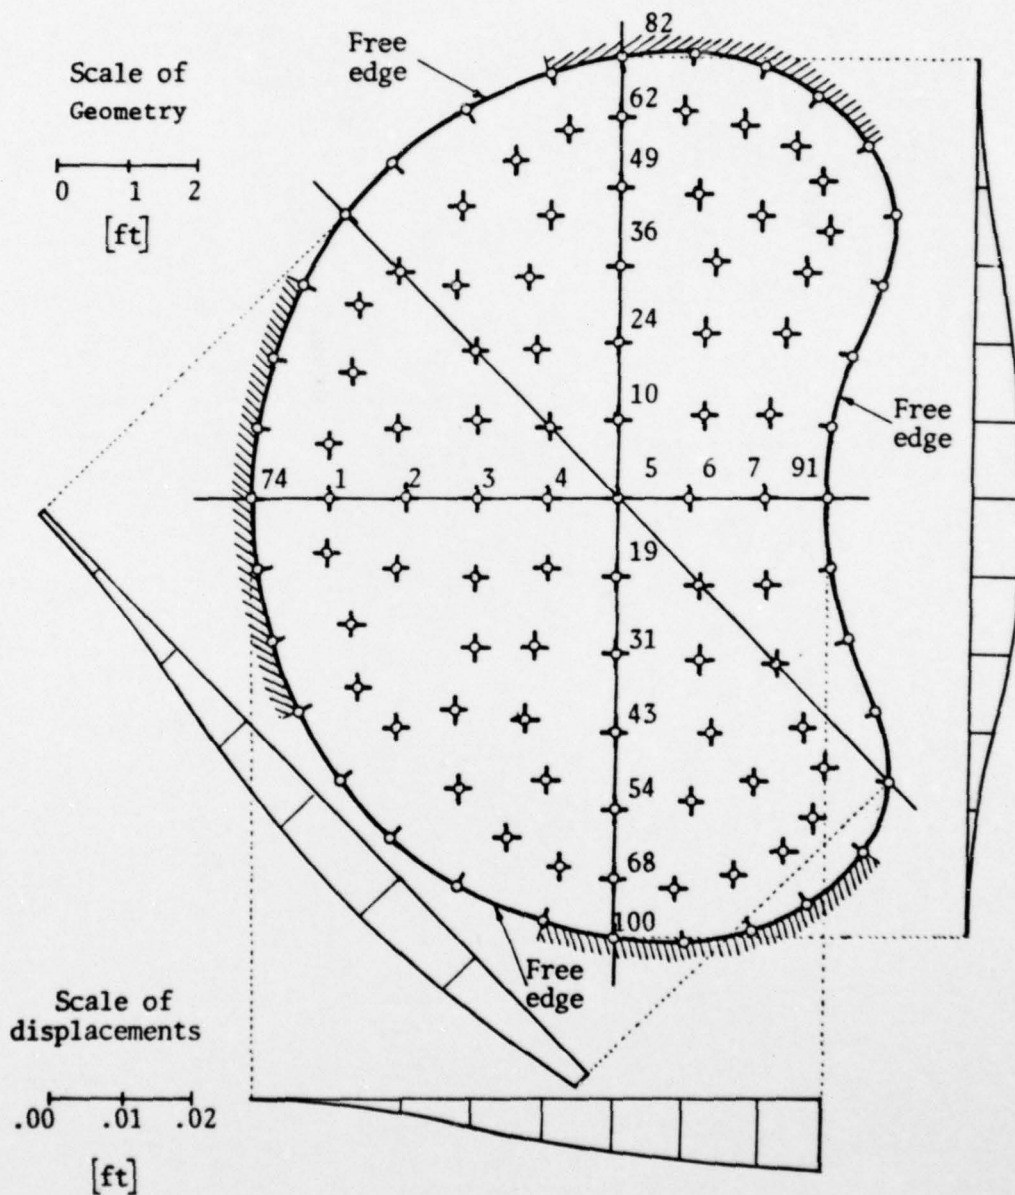 82
Free
edge
Scale of
Geometry
0 1 2
[ft]
62
49
36
24
10
Free
edge
74 1 2 3 4 5 6 7 91
19
31
43
54
68
100
Free
edge
Scale of
displacements
.00 .01 .02
[ft]